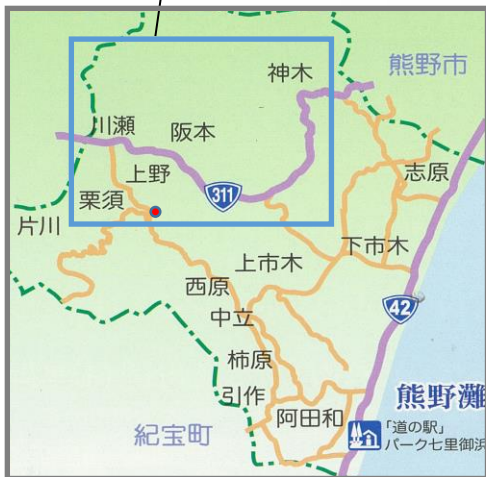 神木
熊野市
川瀬
阪本
志原
上野
栗須
311
片川
下市木
上市木
西原
42
中立
柿原
引作
熊野灘
阿田和
紀宝町
「道の駅」
パーク七里御浜